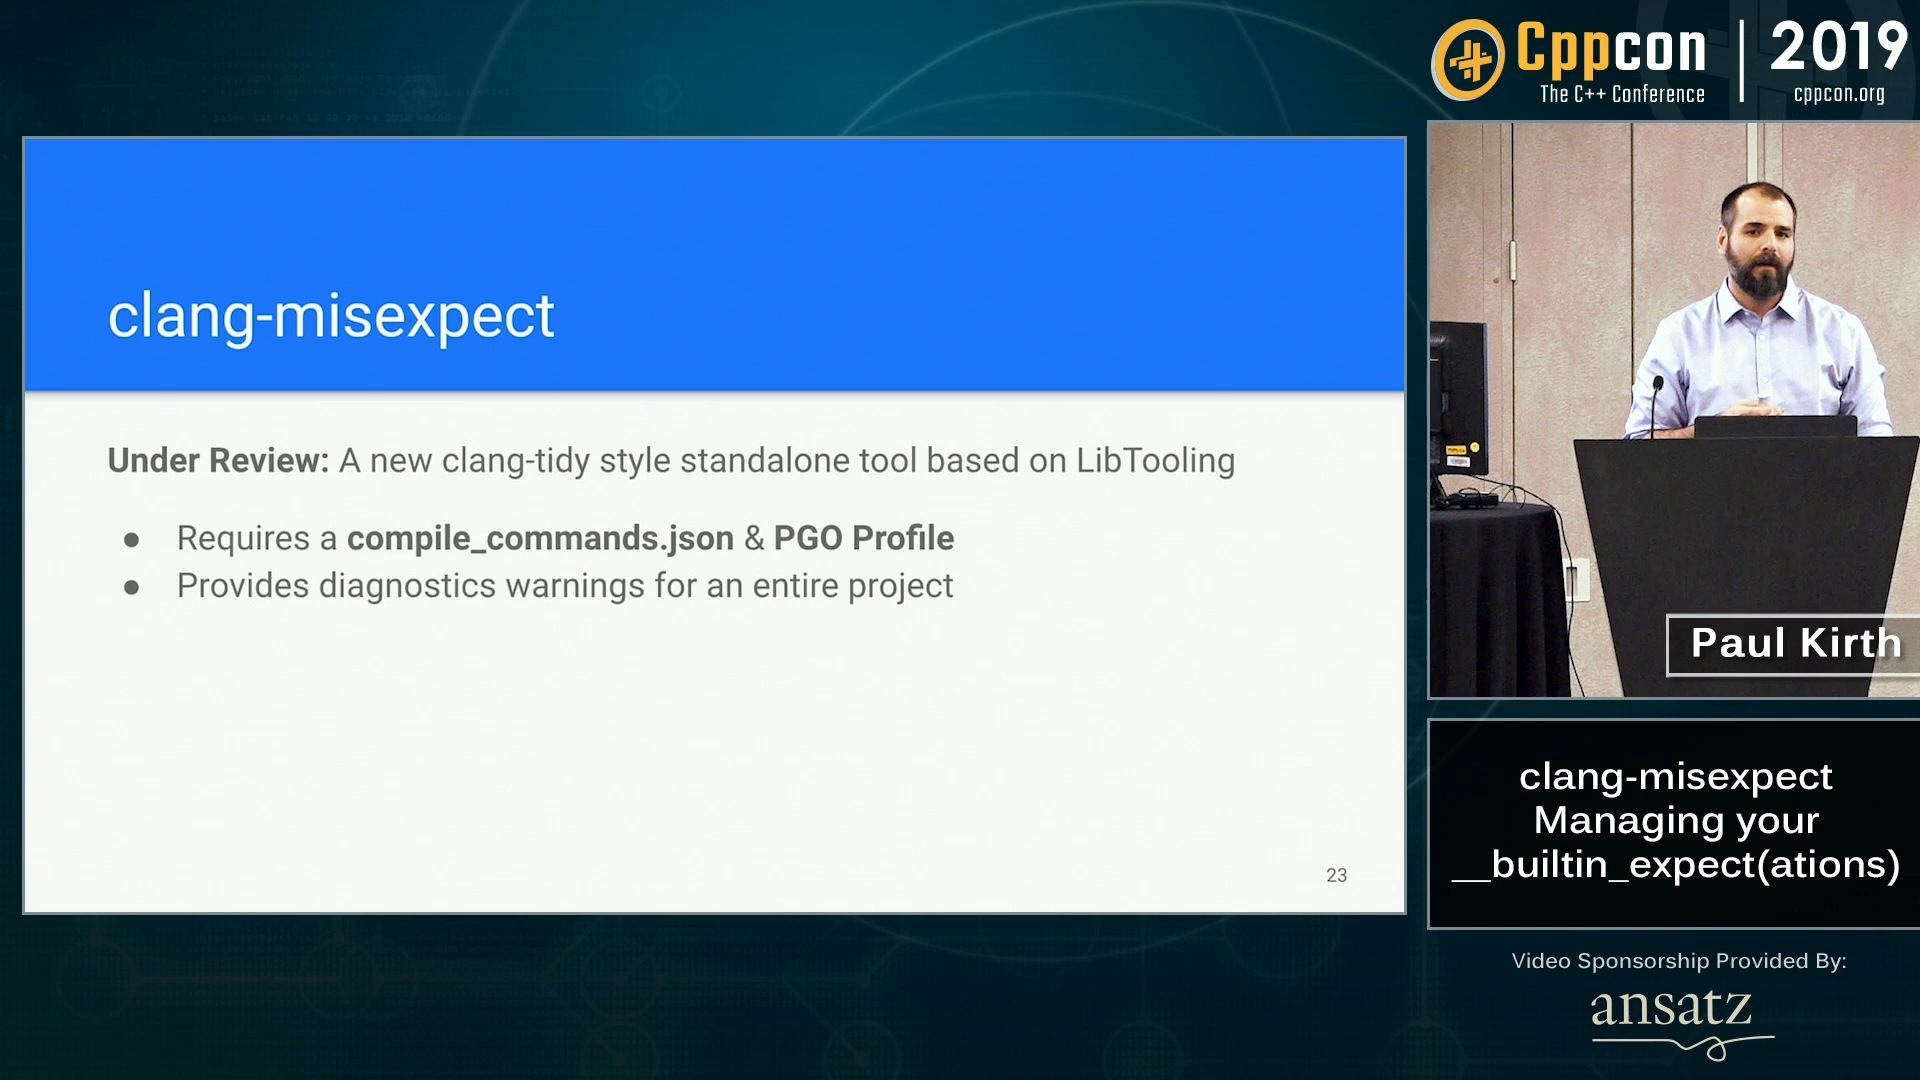 Cppcon | 2019
The C++ Conference
cppcon.org
clang-misexpect
Under Review: A new clang-tidy style standalone tool based on LibTooling
● Requires a compile_commands.json & PGO Profile
● Provides diagnostics warnings for an entire project
23
Paul Kirth
clang-misexpect
Managing your
__builtin_expect(ations)
Video Sponsorship Provided By:
ansatz